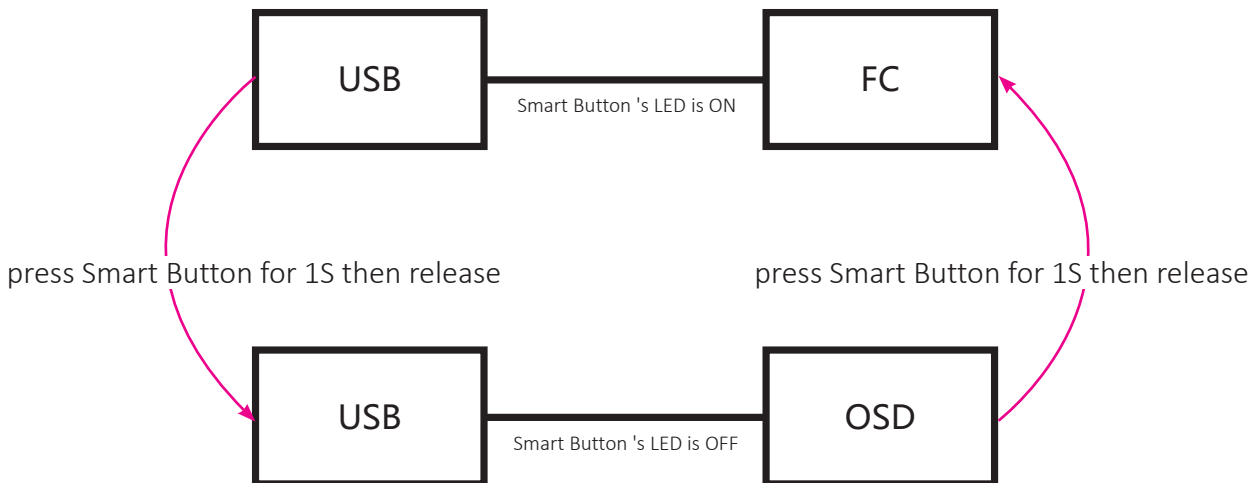 USB
FC
Smart Button 's LED is ON
press Smart Button for 1S then release
press Smart Button for 1S then release
USB
OSD
Smart Button 's LED is OFF